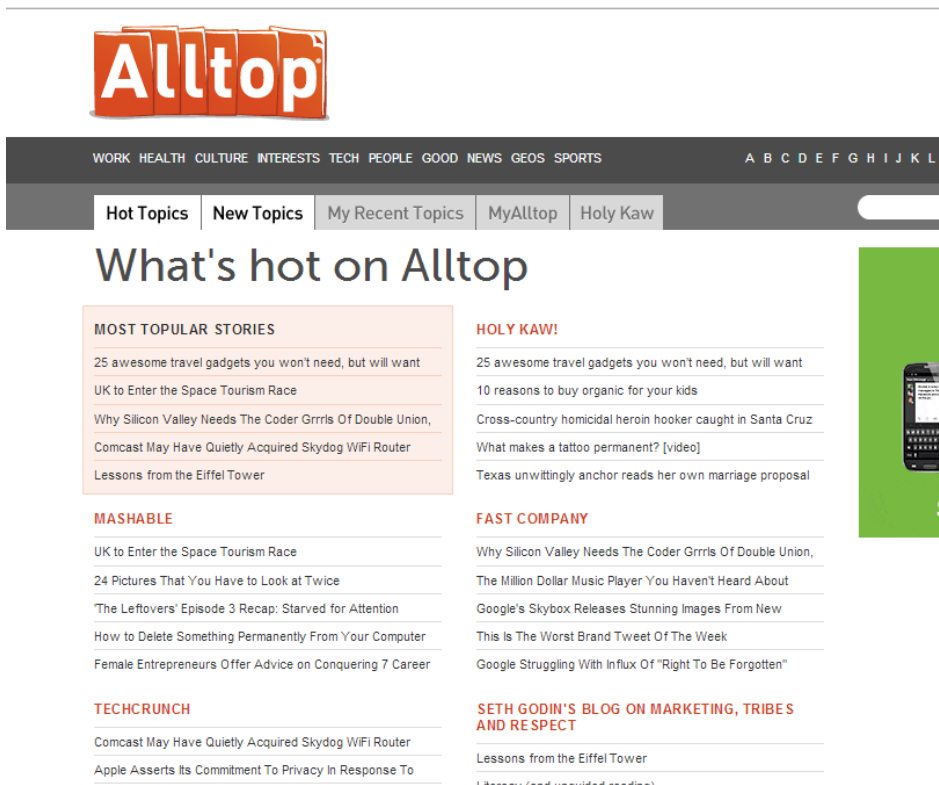 Alltop
WORK HEALTH CULTURE INTERESTS TECH PEOPLE GOOD NEWS GEOS SPORTS
A B C D E F G H I J K L
Hot Topics
New Topics
My Recent Topics
MyAlltop
Holy Kaw
What's hot on Alltop
MOST TOPULAR STORIES
25 awesome travel gadgets you won't need, but will want
UK to Enter the Space Tourism Race
Why Silicon Valley Needs The Coder Grrrls Of Double Union,
Comcast May Have Quietly Acquired Skydog WiFi Router
Lessons from the Eiffel Tower
HOLY KAW!
25 awesome travel gadgets you won't need, but will want
10 reasons to buy organic for your kids
Cross-country homicidal heroin hooker caught in Santa Cruz
What makes a tattoo permanent? [video]
Texas unwittingly anchor reads her own marriage proposal
MASHABLE
UK to Enter the Space Tourism Race
24 Pictures That You Have to Look at Twice
'The Leftovers' Episode 3 Recap: Starved for Attention
How to Delete Something Permanently From Your Computer
Female Entrepreneurs Offer Advice on Conquering 7 Career
FAST COMPANY
Why Silicon Valley Needs The Coder Grrrls Of Double Union,
The Million Dollar Music Player You Haven't Heard About
Google's Skybox Releases Stunning Images From New
This Is The Worst Brand Tweet Of The Week
Google Struggling With Influx Of "Right To Be Forgotten"
TECHCRUNCH
Comcast May Have Quietly Acquired Skydog WiFi Router
Apple Asserts Its Commitment To Privacy In Response To
SETH GODIN'S BLOG ON MARKETING, TRIBES
AND RESPECT
Lessons from the Eiffel Tower
Literacy (and unguided reading)